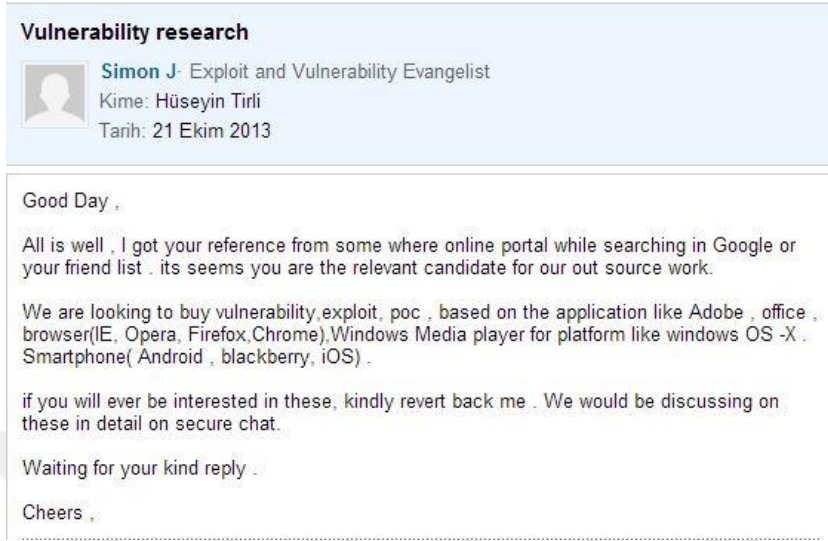 Vulnerability research
Simon J· Exploit and Vulnerability Evangelist
Kime: Hüseyin Tirli
Tarih: 21 Ekim 2013
Good Day ,
All is well , I got your reference from some where online portal while searching in Google or
your friend list . its seems you are the relevant candidate for our out source work.
We are looking to buy vulnerability,exploit, poc , based on the application like Adobe , office ,
browser(IE, Opera, Firefox,Chrome),Windows Media player for platform like windows OS -X .
Smartphone( Android , blackberry, iOS) .
if you will ever be interested in these, kindly revert back me . We would be discussing on
these in detail on secure chat.
Waiting for your kind reply .
Cheers ,